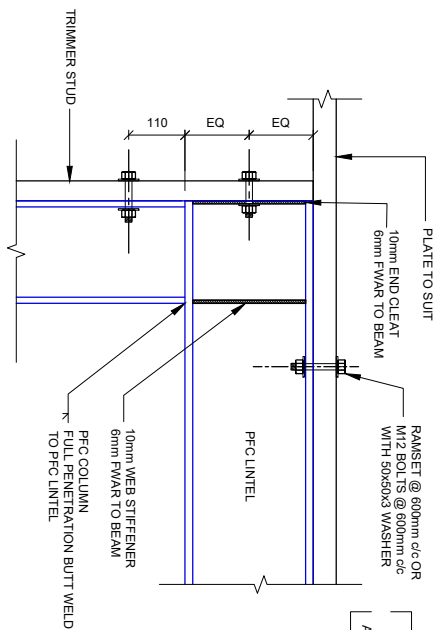 PLATE TO SUIT
RAMSET @ 600mm c/c OR
M12 BOLTS @ 600mm c/c
WITH 50x50x3 WASHER
10mm END CLEAT
6mm FWAR TO BEAM
TRIMMER STUD
110
EQ
EQ
PFC LINTEL
10mm WEB STIFFENER
6mm FWAR TO BEAM
PFC COLUMN
FULL PENETRATION BUTT WELD
TO PFC LINTEL